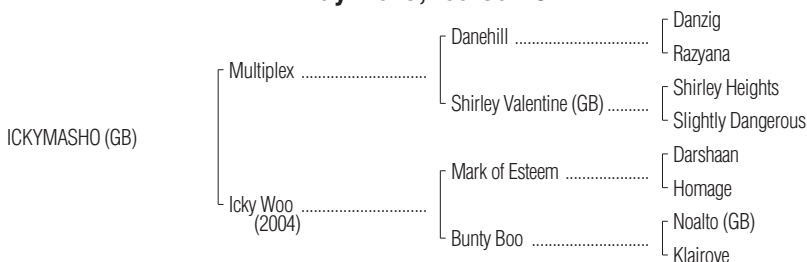 Danzig
Danehill
Razyana
Multiplex
Shirley Heights
Shirley Valentine (GB)
Slightly Dangerous
ICKYMASHO (GB)
Darshaan
Mark of Esteem
Homage
Icky Woo
(2004)
Noalto (GB)
Bunty Boo
Klairove